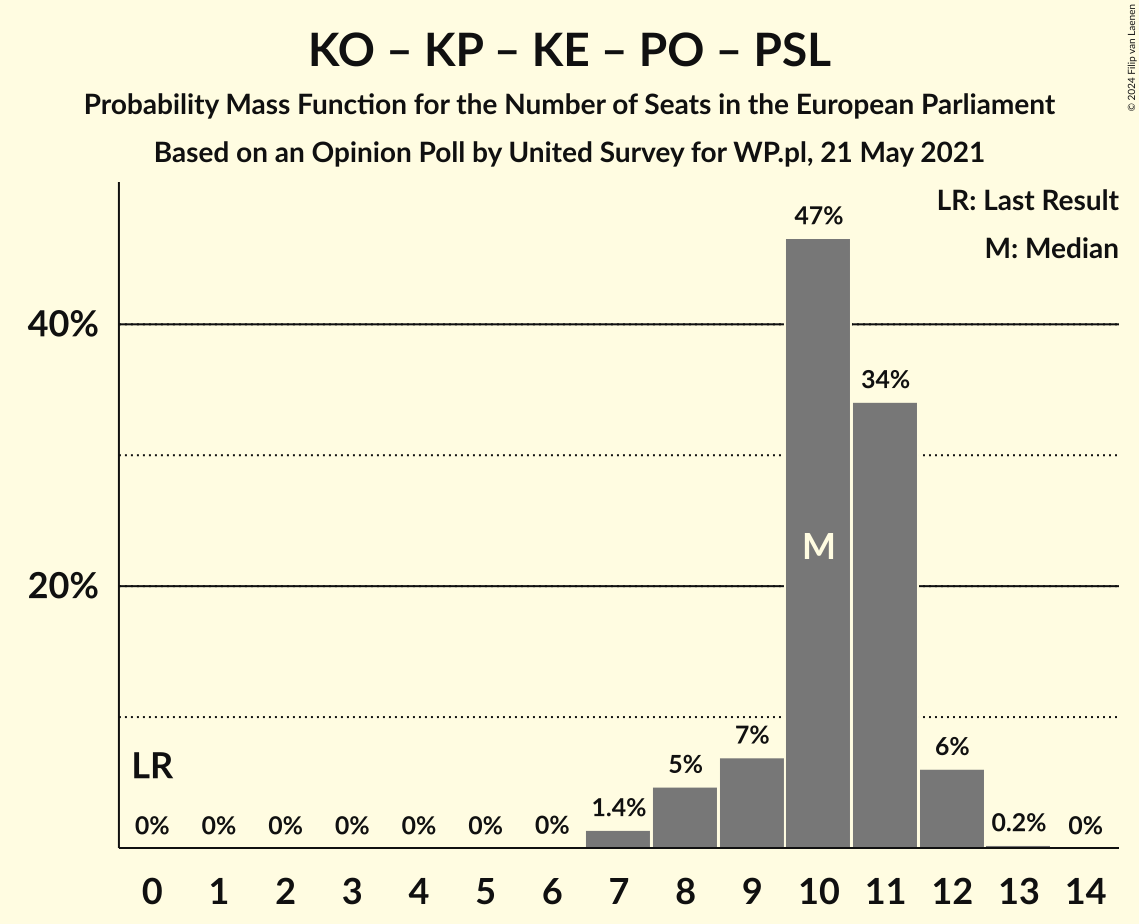 KO – KP – KE – PO – PSL
Probability Mass Function for the Number of Seats in the European Parliament
Based on an Opinion Poll by United Survey for WP.pl, 21 May 2021
© 2024 Filip van Laenen
LR: Last Result
M: Median
40%
20%
47%
34%
M
LR
0% 0% 0% 0% 0% 0% 0% 1.4% 5% 7% 6% 0.2% 0%
0 1 2 3 4 5 6 7 8 9 10 11 12 13 14